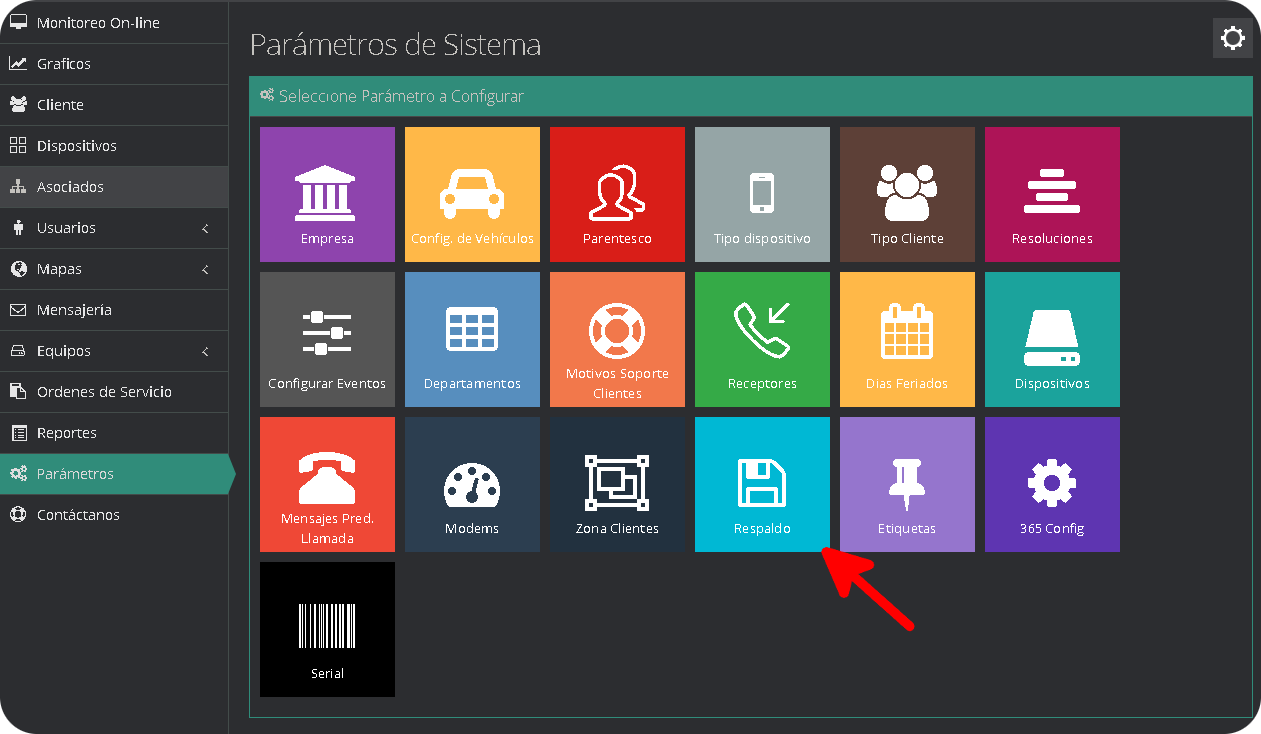 Monitoreo On-line
Graficos
Cliente
Dispositivos
Asociados
Usuarios
Mapas
Mensajería
Equipos
Ordenes de Servicio
Reportes
Parámetros
Contáctanos
Parámetros de Sistema
Seleccione Parámetro a Configurar
Empresa
Config. de Vehículos
Parentesco
Tipo dispositivo
Tipo Cliente
Resoluciones
Configurar Eventos
Departamentos
Motivos Soporte
Clientes
Receptores
Dias Feriados
Dispositivos
Mensajes Pred.
Llamada
Modems
Zona Clientes
Respaldo
Etiquetas
365 Config
Serial